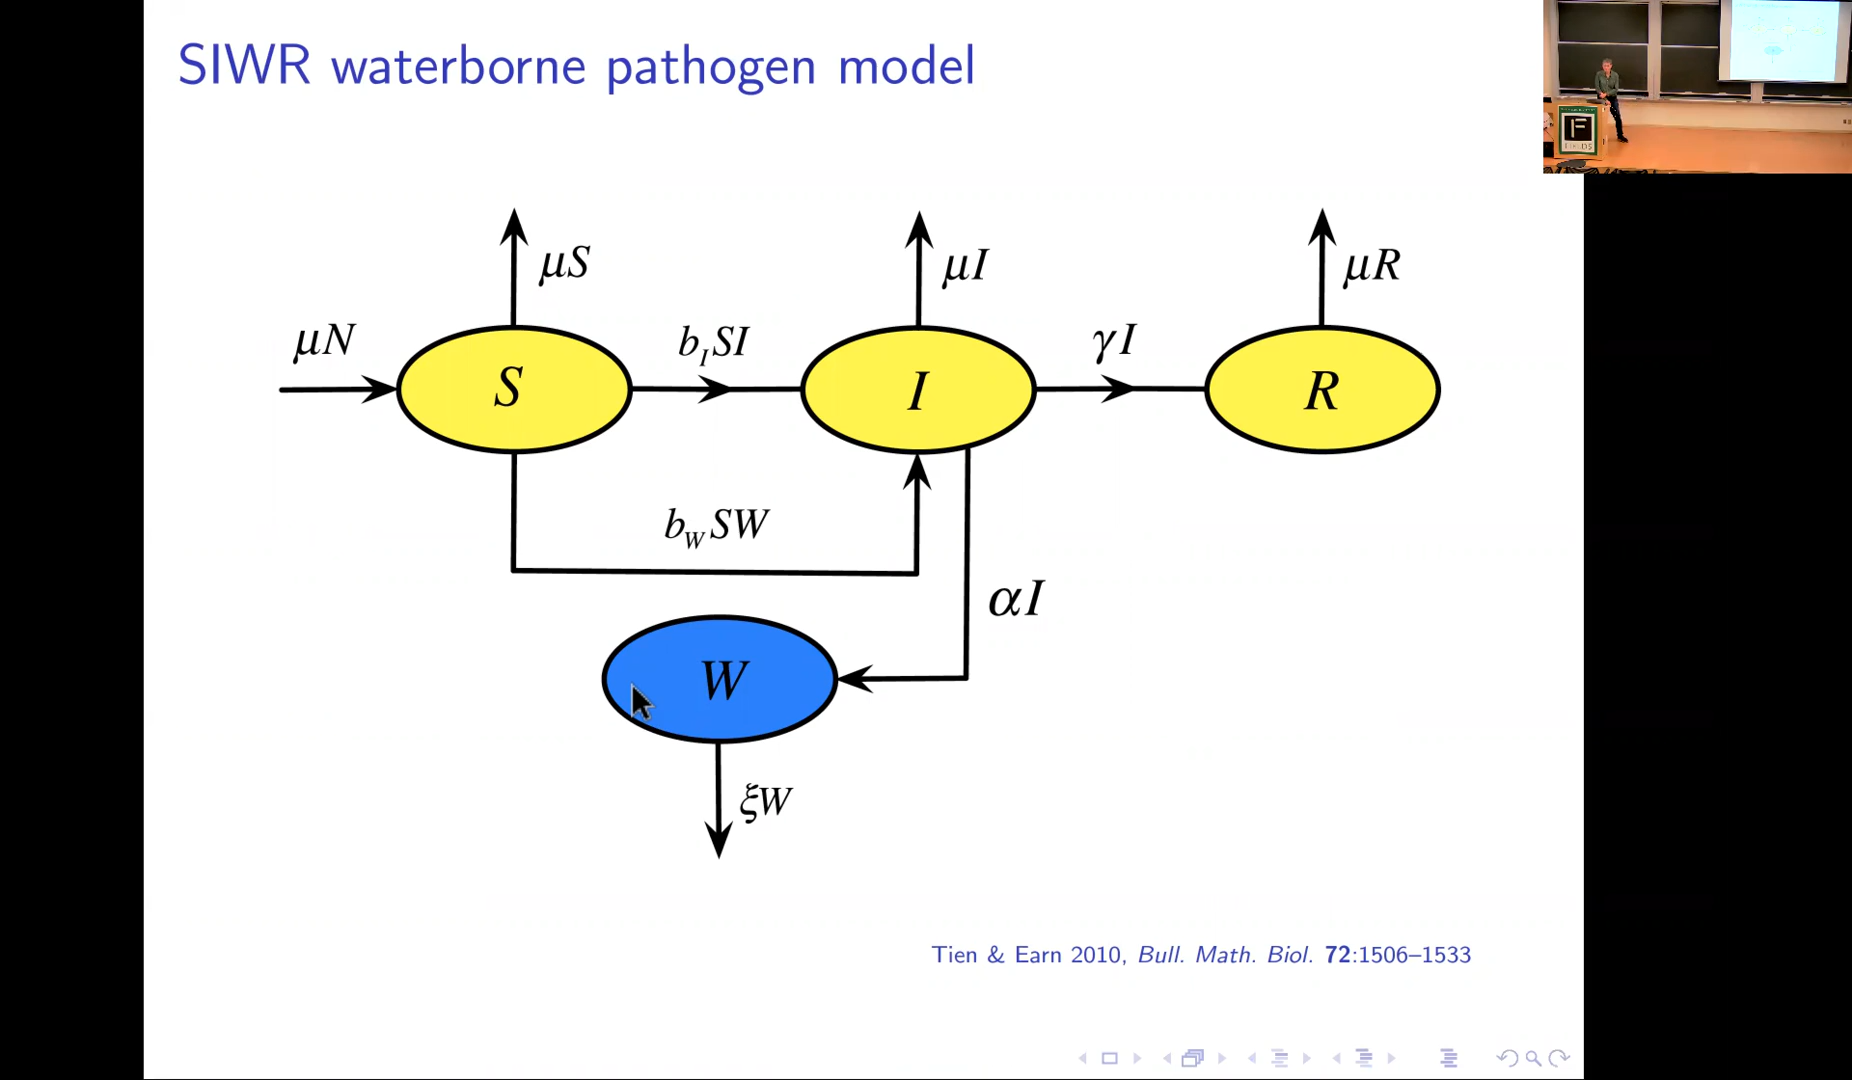 SIWR waterborne pathogen model
F
FIELDS
μS
μI
μR
μN
b_I SI
γI
S
I
R
b_W SW
αI
W
ξW
Tien & Earn 2010, Bull. Math. Biol. 72:1506–1533